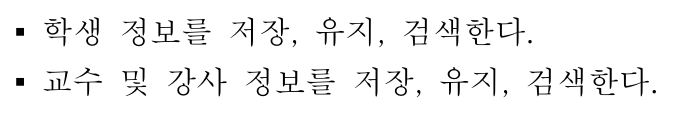 ▪ 학생 정보를 저장, 유지, 검색한다.
▪ 교수 및 강사 정보를 저장, 유지, 검색한다.